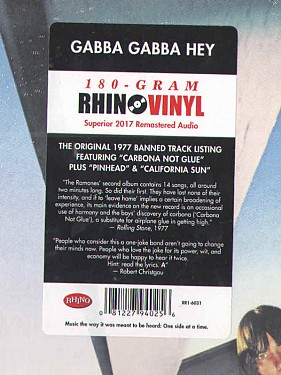 GABBA GABBA HEY
180-GRAM
RHINO VINYL
Superior 2017 Remastered Audio
THE ORIGINAL 1977 BANNED TRACK LISTING
FEATURING "CARBONA NOT GLUE"
PLUS "PINHEAD" & "CALIFORNIA SUN"
"The Ramones' second album contains 14 songs, all around
two minutes long. So did their first. They have lost none of their
intensity, and if to 'leave home' implies a certain broadening of
experience, its main evidence on the new record is an occasional
use of harmony and the boys' discovery of carbona ('Carbona
Not Glue'), a substitute for airplane glue in getting high."
— Rolling Stone, 1977
"People who consider this a one-joke band aren't going to change
their minds now. People who love the joke for its power, wit, and
economy will be happy to hear it twice.
Hint: read the lyrics. A"
— Robert Christgau
RHINO
RR1-6031
0 81227 94025 6
Music the way it was meant to be heard: One side at a time.